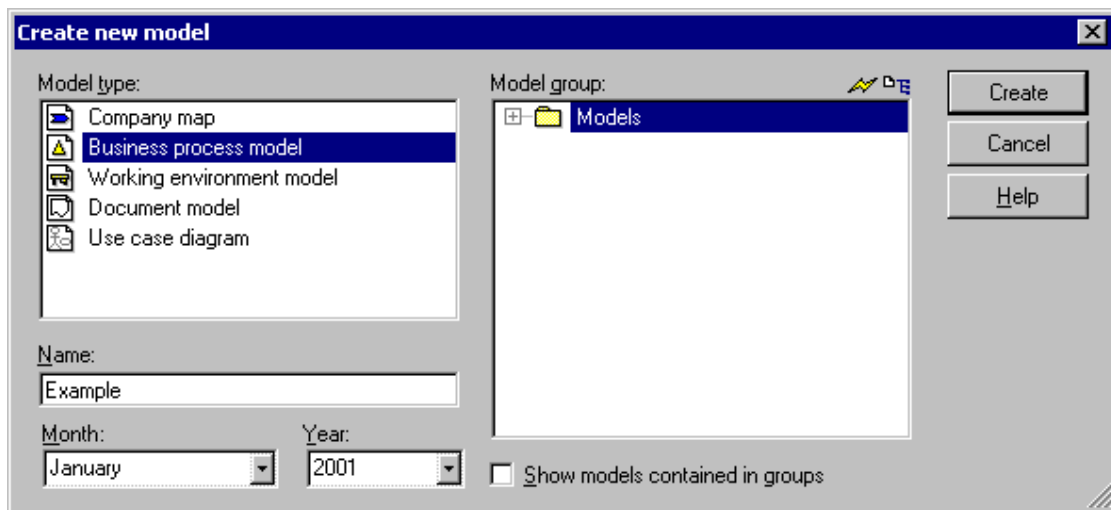 Create new model
Model type:
Company map
Business process model
Working environment model
Document model
Use case diagram
Name:
Example
Month:
January
Year:
2001
Model group:
Models
Show models contained in groups
Create
Cancel
Help